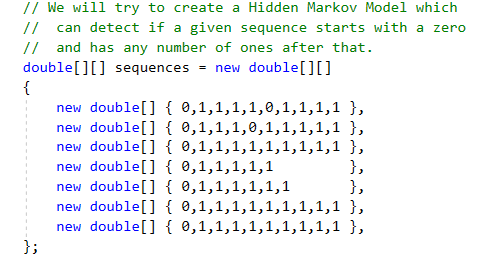 // We will try to create a Hidden Markov Model which
//  can detect if a given sequence starts with a zero
//  and has any number of ones after that.
double[][] sequences = new double[][]
{
    new double[] { 0,1,1,1,1,0,1,1,1,1 },
    new double[] { 0,1,1,1,0,1,1,1,1,1 },
    new double[] { 0,1,1,1,1,1,1,1,1,1 },
    new double[] { 0,1,1,1,1,1         },
    new double[] { 0,1,1,1,1,1,1       },
    new double[] { 0,1,1,1,1,1,1,1,1,1 },
    new double[] { 0,1,1,1,1,1,1,1,1,1 },
};